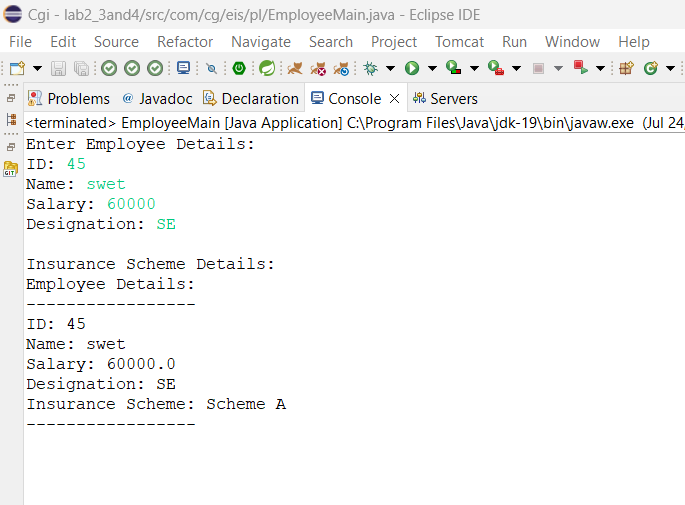 Cgi - lab2_3and4/src/com/cg/eis/pl/EmployeeMain.java - Eclipse IDE
File Edit Source Refactor Navigate Search Project Tomcat Run Window Help
Problems @ Javadoc Declaration Console Servers
<terminated> EmployeeMain [Java Application] C:\Program Files\Java\jdk-19\bin\javaw.exe (Jul 24,
Enter Employee Details:
ID: 45
Name: swet
Salary: 60000
Designation: SE
Insurance Scheme Details:
Employee Details:
-----------------
ID: 45
Name: swet
Salary: 60000.0
Designation: SE
Insurance Scheme: Scheme A
-----------------
GIT